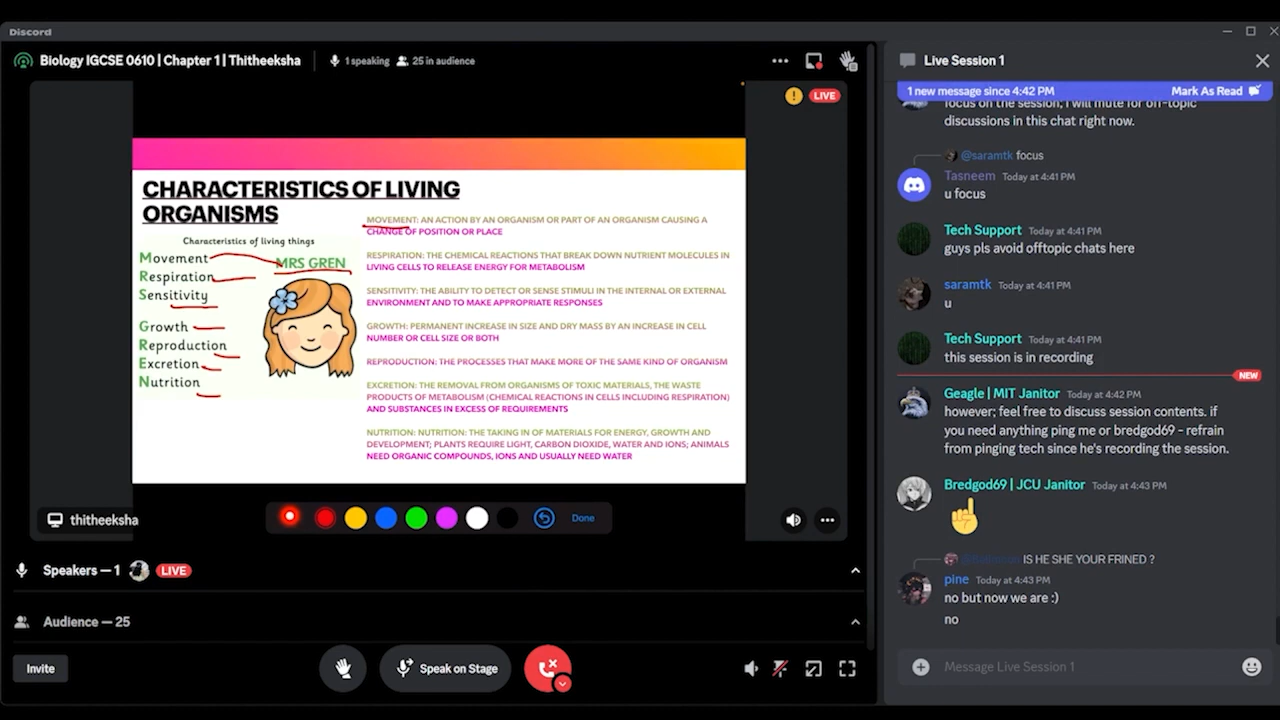 Discord
Biology IGCSE 0610 | Chapter 1 | Thitheeksha
1 speaking
25 in audience
LIVE
CHARACTERISTICS OF LIVING
ORGANISMS
Characteristics of living things
Movement
MRS GREN
Respiration
Sensitivity
Growth
Reproduction
Excretion
Nutrition
MOVEMENT: AN ACTION BY AN ORGANISM OR PART OF AN ORGANISM CAUSING A
CHANGE OF POSITION OR PLACE
RESPIRATION: THE CHEMICAL REACTIONS THAT BREAK DOWN NUTRIENT MOLECULES IN
LIVING CELLS TO RELEASE ENERGY FOR METABOLISM
SENSITIVITY: THE ABILITY TO DETECT OR SENSE STIMULI IN THE INTERNAL OR EXTERNAL
ENVIRONMENT AND TO MAKE APPROPRIATE RESPONSES
GROWTH: PERMANENT INCREASE IN SIZE AND DRY MASS BY AN INCREASE IN CELL
NUMBER OR CELL SIZE OR BOTH
REPRODUCTION: THE PROCESSES THAT MAKE MORE OF THE SAME KIND OF ORGANISM
EXCRETION: THE REMOVAL FROM ORGANISMS OF TOXIC MATERIALS, THE WASTE
PRODUCTS OF METABOLISM (CHEMICAL REACTIONS IN CELLS INCLUDING RESPIRATION)
AND SUBSTANCES IN EXCESS OF REQUIREMENTS
NUTRITION: NUTRITION: THE TAKING IN OF MATERIALS FOR ENERGY, GROWTH AND
DEVELOPMENT; PLANTS REQUIRE LIGHT, CARBON DIOXIDE, WATER AND IONS; ANIMALS
NEED ORGANIC COMPOUNDS, IONS AND USUALLY NEED WATER
thitheeksha
Done
Speakers — 1 LIVE
Audience — 25
Invite
Speak on Stage
Live Session 1
1 new message since 4:42 PM Mark As Read
focus on the session, I will mute for off-topic
discussions in this chat right now.
@saramtk focus
Tasneem Today at 4:41 PM
u focus
Tech Support Today at 4:41 PM
guys pls avoid offtopic chats here
saramtk Today at 4:41 PM
u
Tech Support Today at 4:41 PM
this session is in recording
NEW
Geagle | MIT Janitor Today at 4:42 PM
however; feel free to discuss session contents. if
you need anything ping me or bredgod69 - refrain
from pinging tech since he's recording the session.
Bredgod69 | JCU Janitor Today at 4:43 PM
IS HE SHE YOUR FRINED ?
pine Today at 4:43 PM
no but now we are :)
no
Message Live Session 1